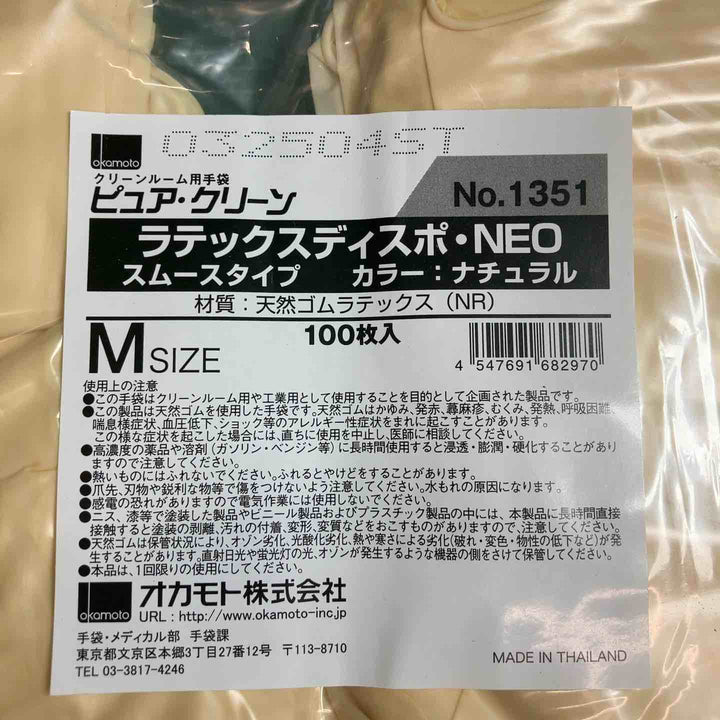 032504ST
okamoto
クリーンルーム用手袋
ピュア・クリーン
No.1351
ラテックスディスポ・NEO
スムースタイプ カラー：ナチュラル
材質：天然ゴムラテックス（NR）
M SIZE
100枚入
4 547691 682970
使用上の注意
●この手袋はクリーンルーム用や工業用として使用することを目的として企画された製品です。
●この製品は天然ゴムを使用した手袋です。天然ゴムはかゆみ、発赤、蕁麻疹、むくみ、発熱、呼吸困難、
喘息様症状、血圧低下、ショック等のアレルギー性症状をまれに起こすことがあります。
この様な症状を起こした場合には、直ちに使用を中止し、医師に相談してください。
●高濃度の薬品や溶剤（ガソリン・ベンジン等）に長時間使用すると浸透・膨潤・硬化することがあり
ますので注意してください。
●熱いものにはふれないでください。ふれるとやけどをすることがあります。
●爪先、刃物や鋭利な物等で傷をつけないよう注意してください。水もれの原因になります。
●感電の恐れがありますので電気作業には使用しないでください。
●ニス、漆等で塗装した製品やビニール製品およびプラスチック製品の中には、本製品に長時間直接
接触すると塗装の剥離、汚れの付着、変形、変質などをおこすものがありますので、注意してください。
●天然ゴムは保管状況により、オゾン劣化、光酸化劣化、熱や寒さによる劣化（破れ・変色・物性の低下など）が発
生することがあります。直射日光や蛍光灯の光、オゾンが発生するような機器の側をさけて保管してください。
●本品は、1回限りの使用にしてください。
okamoto
オカモト株式会社
URL：http://www.okamoto-inc.jp
手袋・メディカル部 手袋課
東京都文京区本郷3丁目27番12号 〒113-8710
TEL 03-3817-4246
MADE IN THAILAND